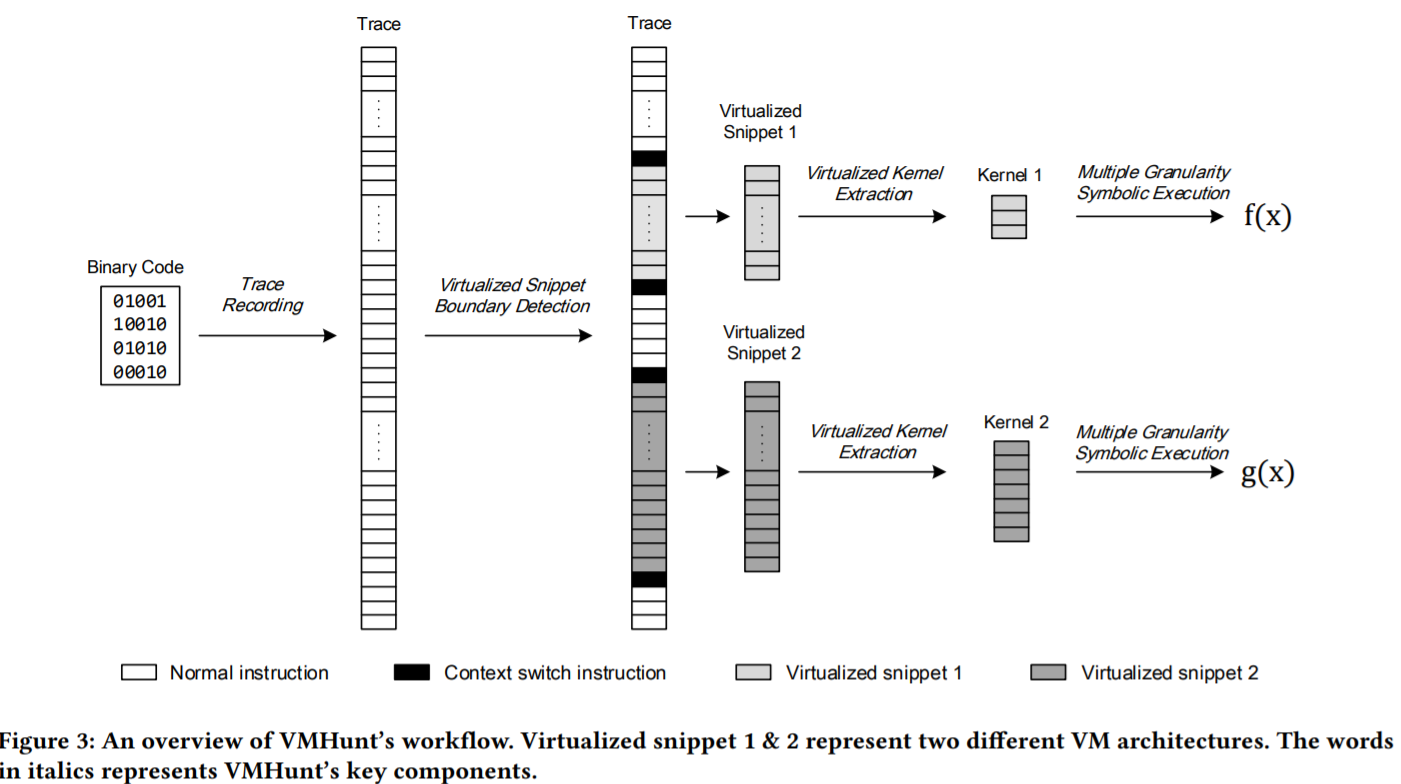 Trace
Trace
Virtualized
Snippet 1
Virtualized Kernel
Extraction
Kernel 1
Multiple Granularity
Symbolic Execution
f(x)
Binary Code
01001
10010
01010
00010
Trace
Recording
Virtualized Snippet
Boundary Detection
Virtualized
Snippet 2
Virtualized Kernel
Extraction
Kernel 2
Multiple Granularity
Symbolic Execution
g(x)
Normal instruction
Context switch instruction
Virtualized snippet 1
Virtualized snippet 2
Figure 3: An overview of VMHunt's workflow. Virtualized snippet 1 & 2 represent two different VM architectures. The words
in italics represents VMHunt's key components.